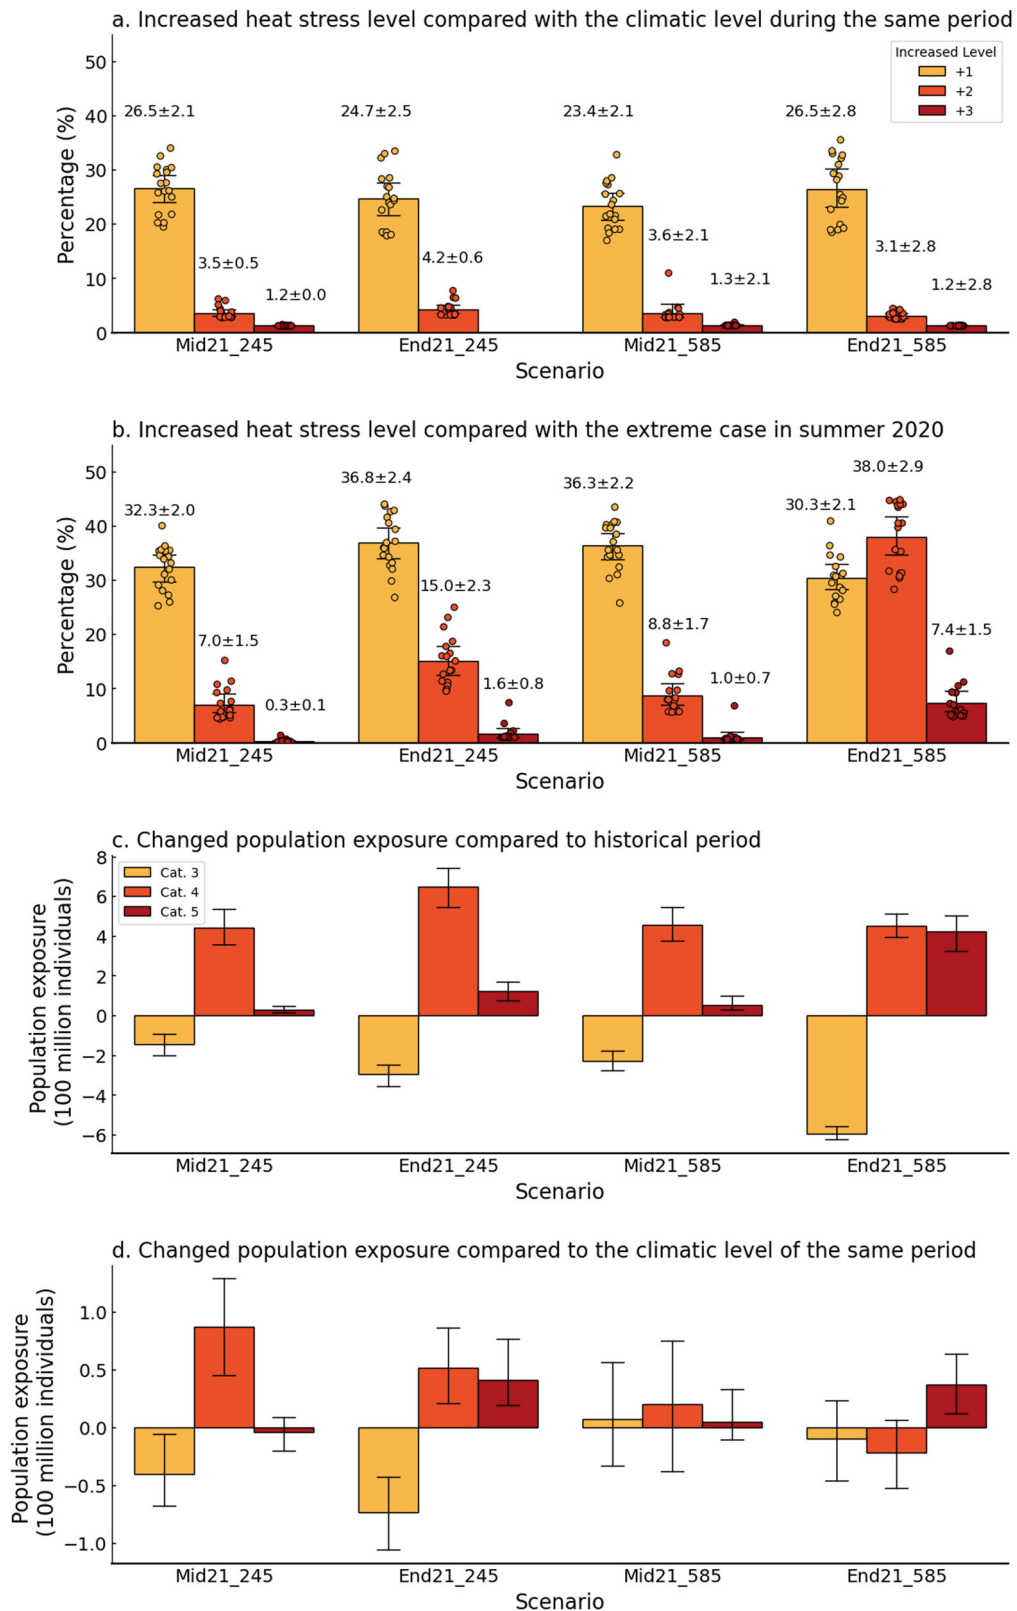 a. Increased heat stress level compared with the climatic level during the same period
Percentage (%)
50
40
30
20
10
0
Increased Level
+1
+2
+3
26.5±2.1
24.7±2.5
23.4±2.1
26.5±2.8
3.5±0.5
1.2±0.0
4.2±0.6
3.6±2.1
1.3±2.1
3.1±2.8
1.2±2.8
Mid21_245
End21_245
Mid21_585
End21_585
Scenario
b. Increased heat stress level compared with the extreme case in summer 2020
Percentage (%)
50
40
30
20
10
0
32.3±2.0
7.0±1.5
0.3±0.1
36.8±2.4
15.0±2.3
1.6±0.8
36.3±2.2
8.8±1.7
1.0±0.7
30.3±2.1
38.0±2.9
7.4±1.5
Mid21_245
End21_245
Mid21_585
End21_585
Scenario
c. Changed population exposure compared to historical period
Population exposure
(100 million individuals)
8
6
4
2
0
−2
−4
−6
Cat. 3
Cat. 4
Cat. 5
Mid21_245
End21_245
Mid21_585
End21_585
Scenario
d. Changed population exposure compared to the climatic level of the same period
Population exposure
(100 million individuals)
1.0
0.5
0.0
−0.5
−1.0
Mid21_245
End21_245
Mid21_585
End21_585
Scenario